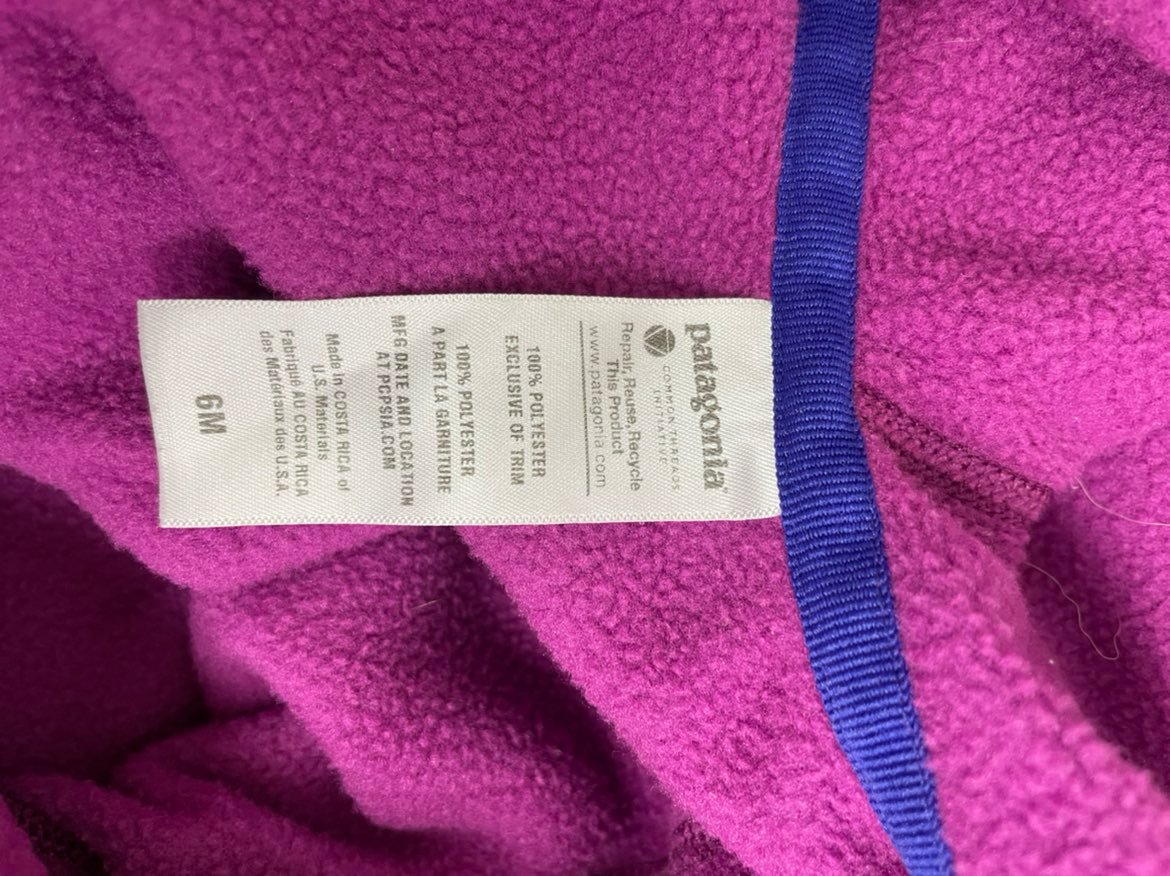 patagonia®
COMMON THREADS
INITIATIVE
Repair, Reuse, Recycle
This Product
www.patagonia.com
100% POLYESTER
EXCLUSIVE OF TRIM
100% POLYESTER
A PART LA GARNITURE
MFG DATE AND LOCATION
AT PCPSIA.COM
Made in COSTA RICA of
U.S. Materials
Fabriqué AU COSTA RICA
des Matériaux des U.S.A.
6M